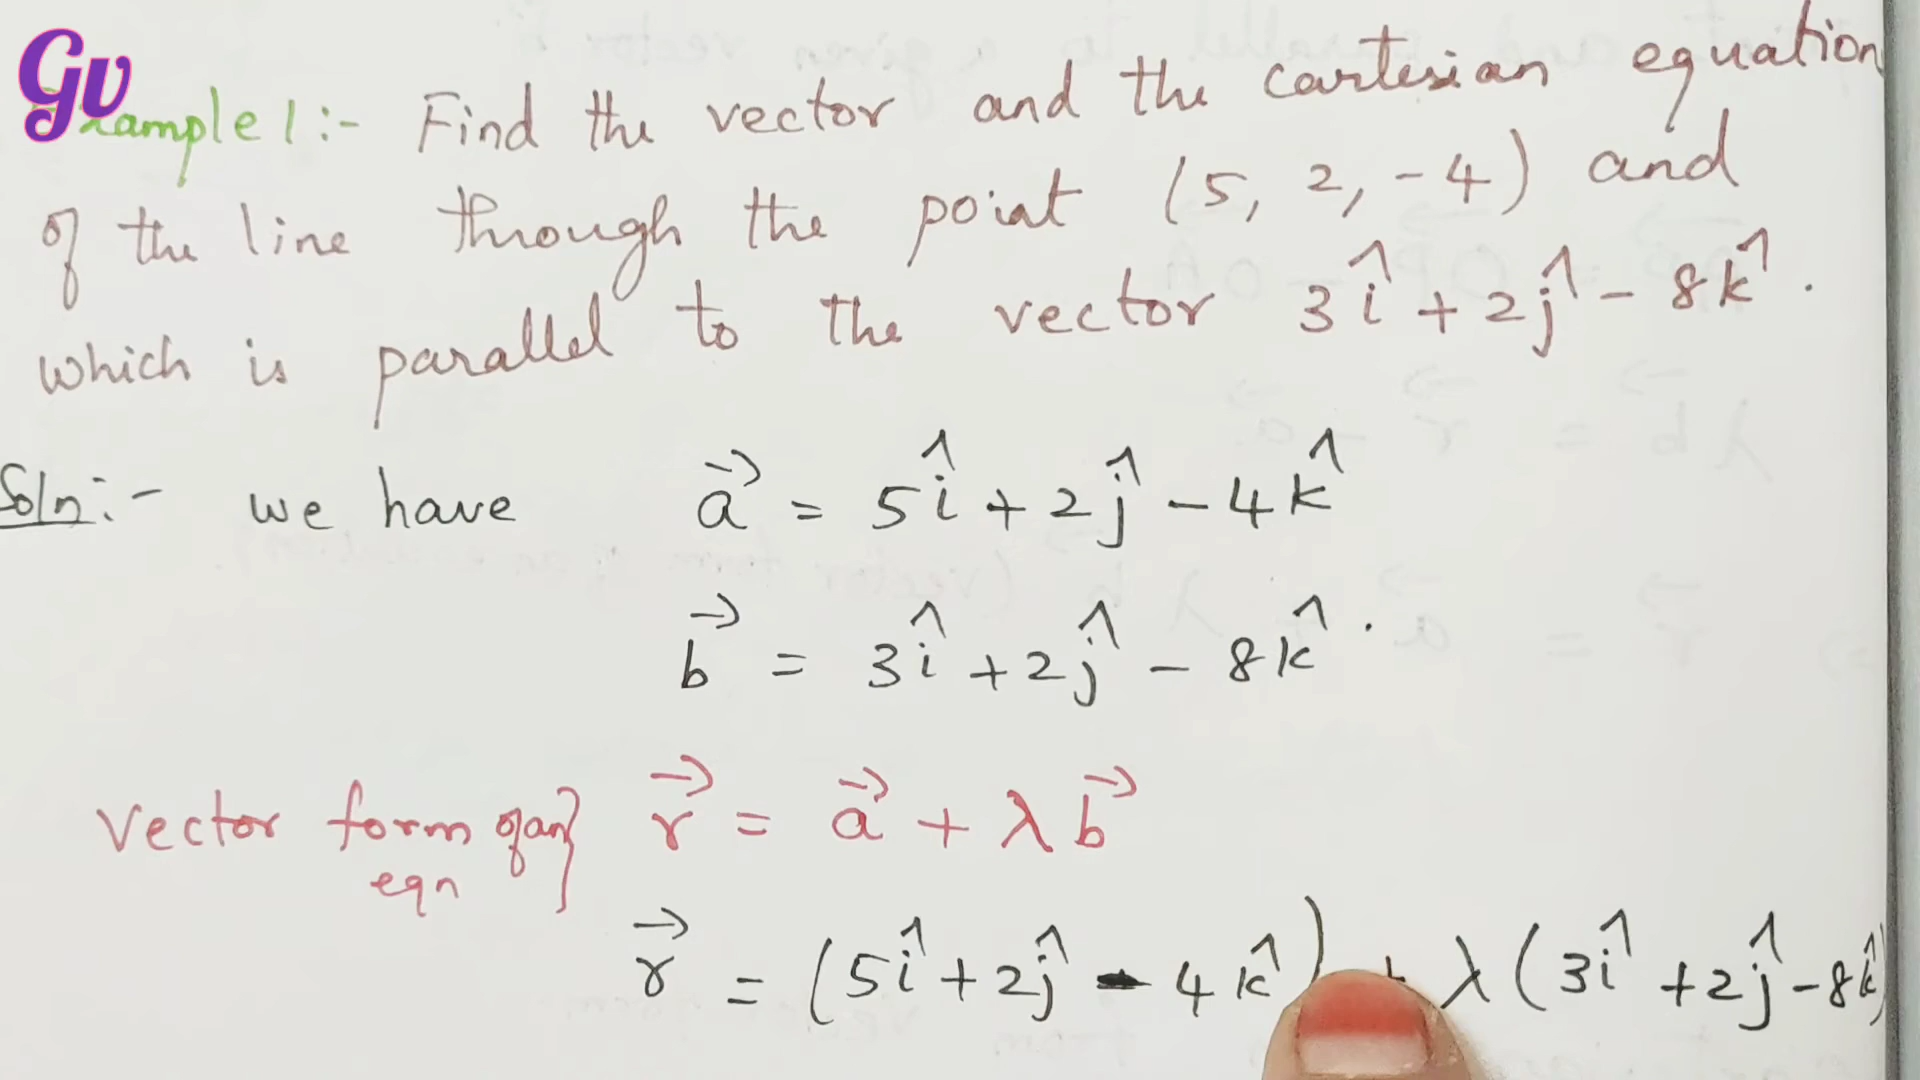 Gv
Example 1:- Find the vector and the cartesian equation
of the line through the point (5, 2, -4) and
which is parallel to the vector 3î + 2ĵ - 8k̂.
Soln:- we have a⃗ = 5î + 2ĵ - 4k̂
b⃗ = 3î + 2ĵ - 8k̂.
Vector form of an } r⃗ = a⃗ + λb⃗
eqn
r⃗ = (5î + 2ĵ - 4k̂) + λ(3î + 2ĵ - 8k̂)